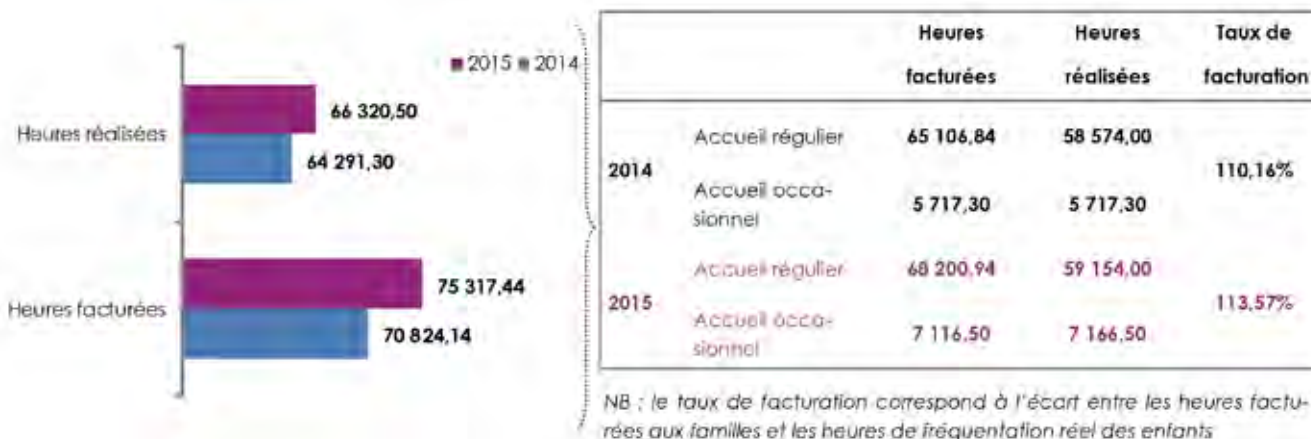 2015 2014
Heures réalisées
66 320,50
64 291,30
Heures facturées
75 317,44
70 824,14
Heures facturées Heures réalisées Taux de facturation
2014
Accueil régulier 65 106,84 58 574,00
110,16%
Accueil occa-
sionnel
5 717,30 5 717,30
2015
Accueil régulier 68 200,94 59 154,00
113,57%
Accueil occa-
sionnel
7 116,50 7 166,50
NB : le taux de facturation correspond à l'écart entre les heures factu-
rées aux familles et les heures de fréquentation réel des enfants